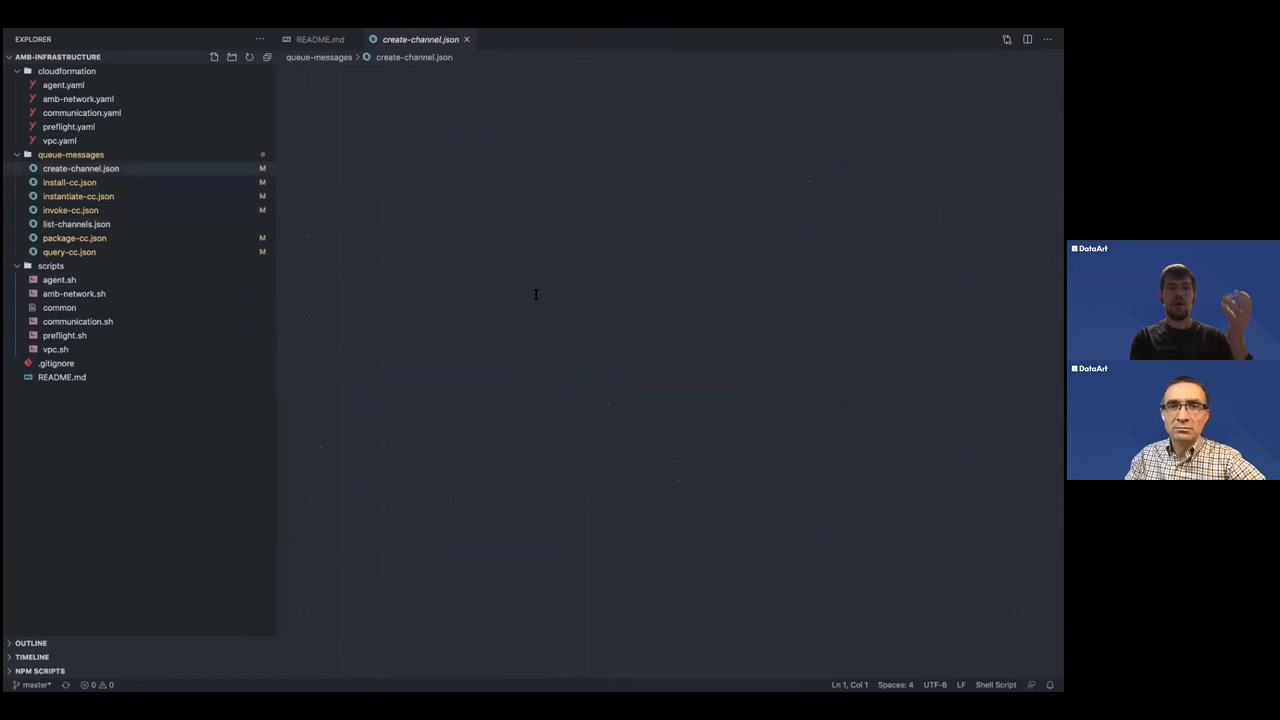 EXPLORER
README.md
create-channel.json
AMB-INFRASTRUCTURE
queue-messages
create-channel.json
cloudformation
agent.yaml
amb-network.yaml
communication.yaml
preflight.yaml
vpc.yaml
queue-messages
create-channel.json M
install-cc.json M
instantiate-cc.json M
invoke-cc.json M
list-channels.json
package-cc.json M
query-cc.json M
scripts
agent.sh
amb-network.sh
common
communication.sh
preflight.sh
vpc.sh
.gitignore
README.md
OUTLINE
TIMELINE
NPM SCRIPTS
master* 0 0 Ln 1, Col 1 Spaces: 4 UTF-8 LF Shell Script
DataArt
DataArt